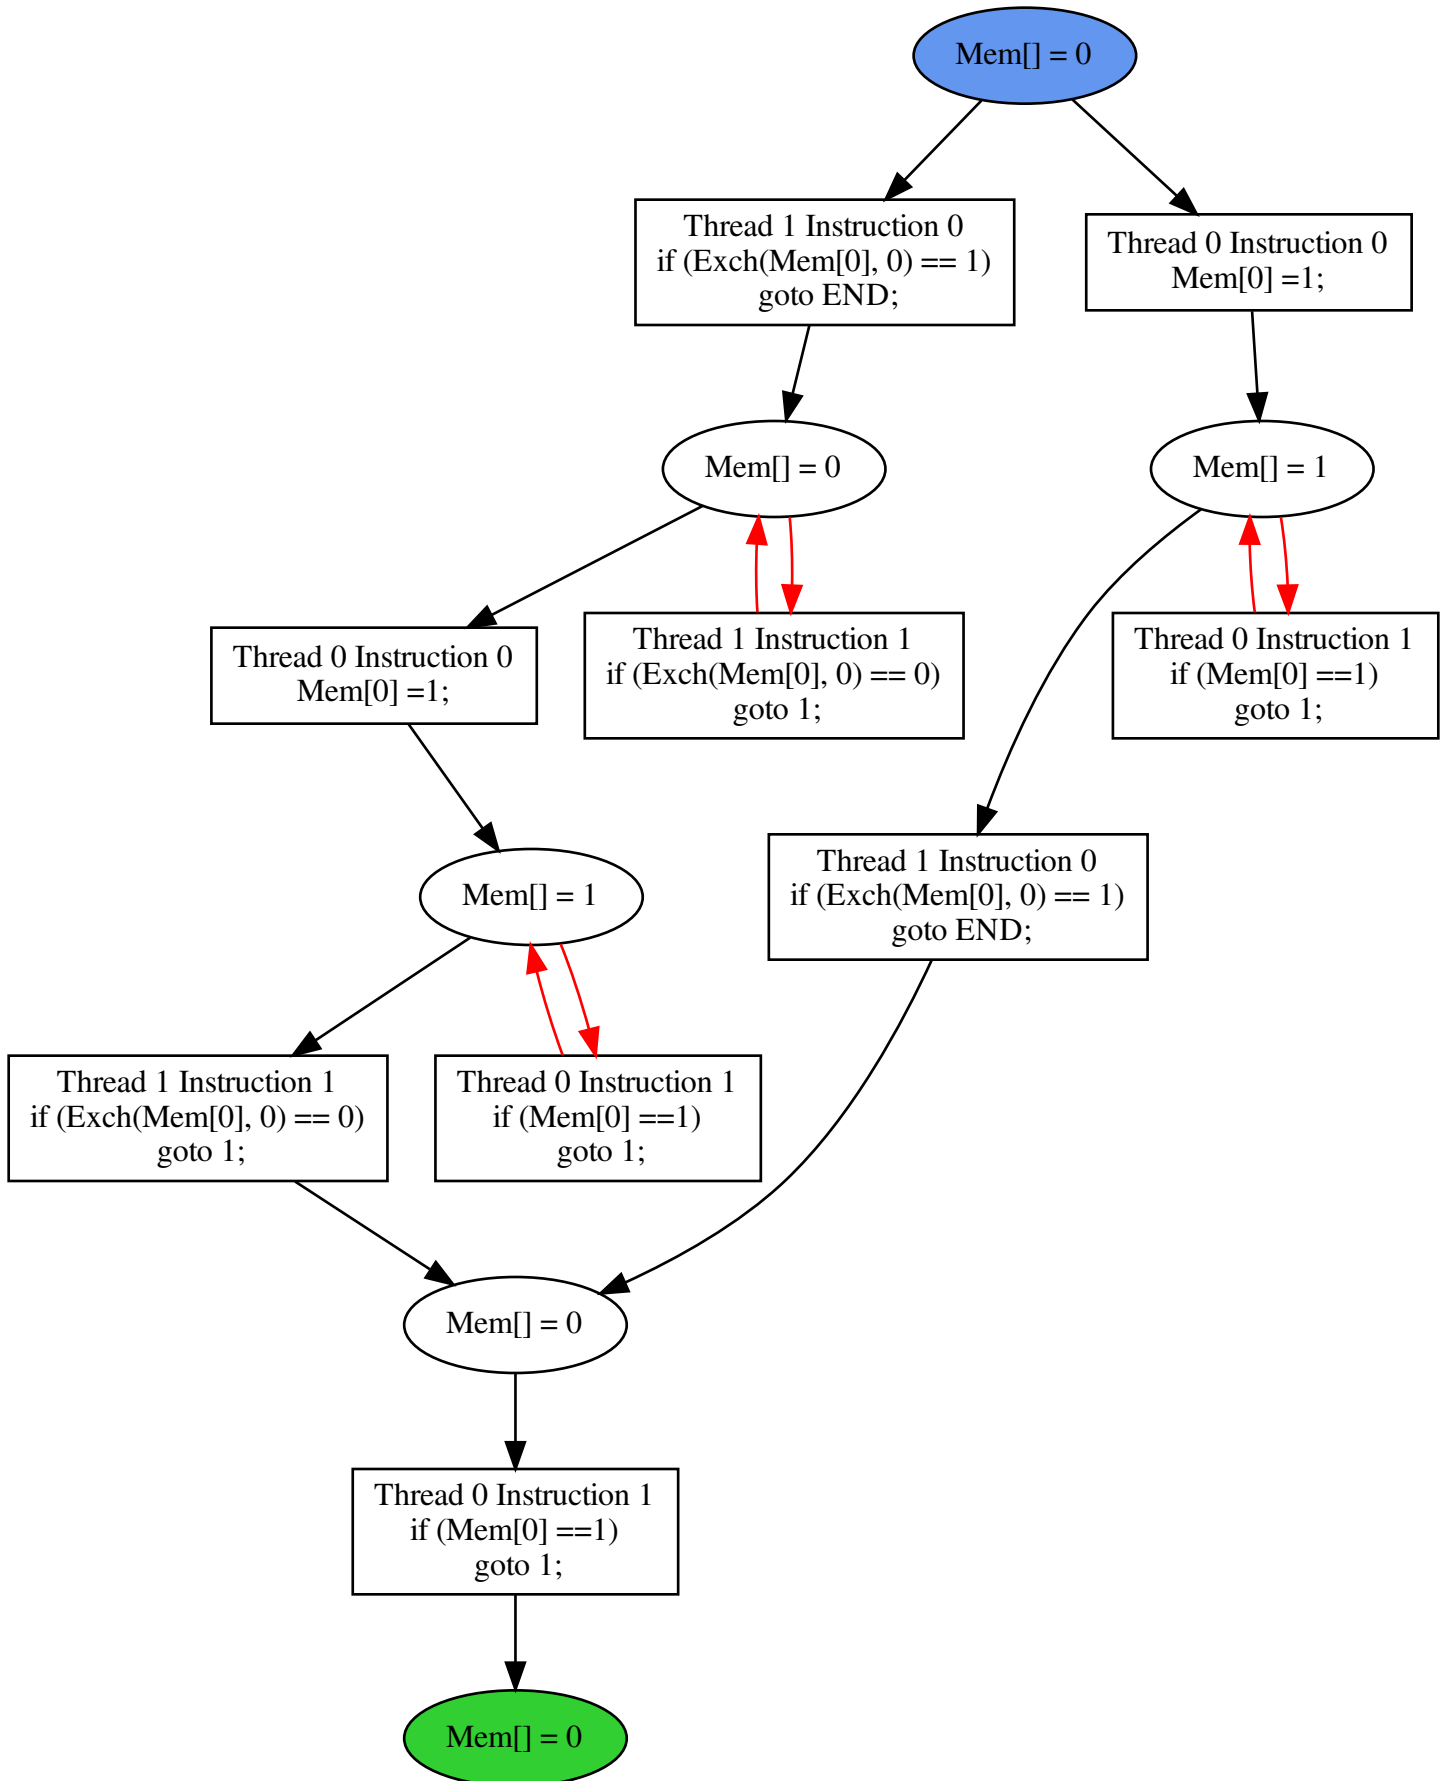 Mem[] = 0
Thread 1 Instruction 0
if (Exch(Mem[0], 0) == 1)
goto END;
Thread 0 Instruction 0
Mem[0] =1;
Mem[] = 0
Mem[] = 1
Thread 0 Instruction 0
Mem[0] =1;
Thread 1 Instruction 1
if (Exch(Mem[0], 0) == 0)
goto 1;
Thread 0 Instruction 1
if (Mem[0] ==1)
goto 1;
Mem[] = 1
Thread 1 Instruction 0
if (Exch(Mem[0], 0) == 1)
goto END;
Thread 1 Instruction 1
if (Exch(Mem[0], 0) == 0)
goto 1;
Thread 0 Instruction 1
if (Mem[0] ==1)
goto 1;
Mem[] = 0
Thread 0 Instruction 1
if (Mem[0] ==1)
goto 1;
Mem[] = 0